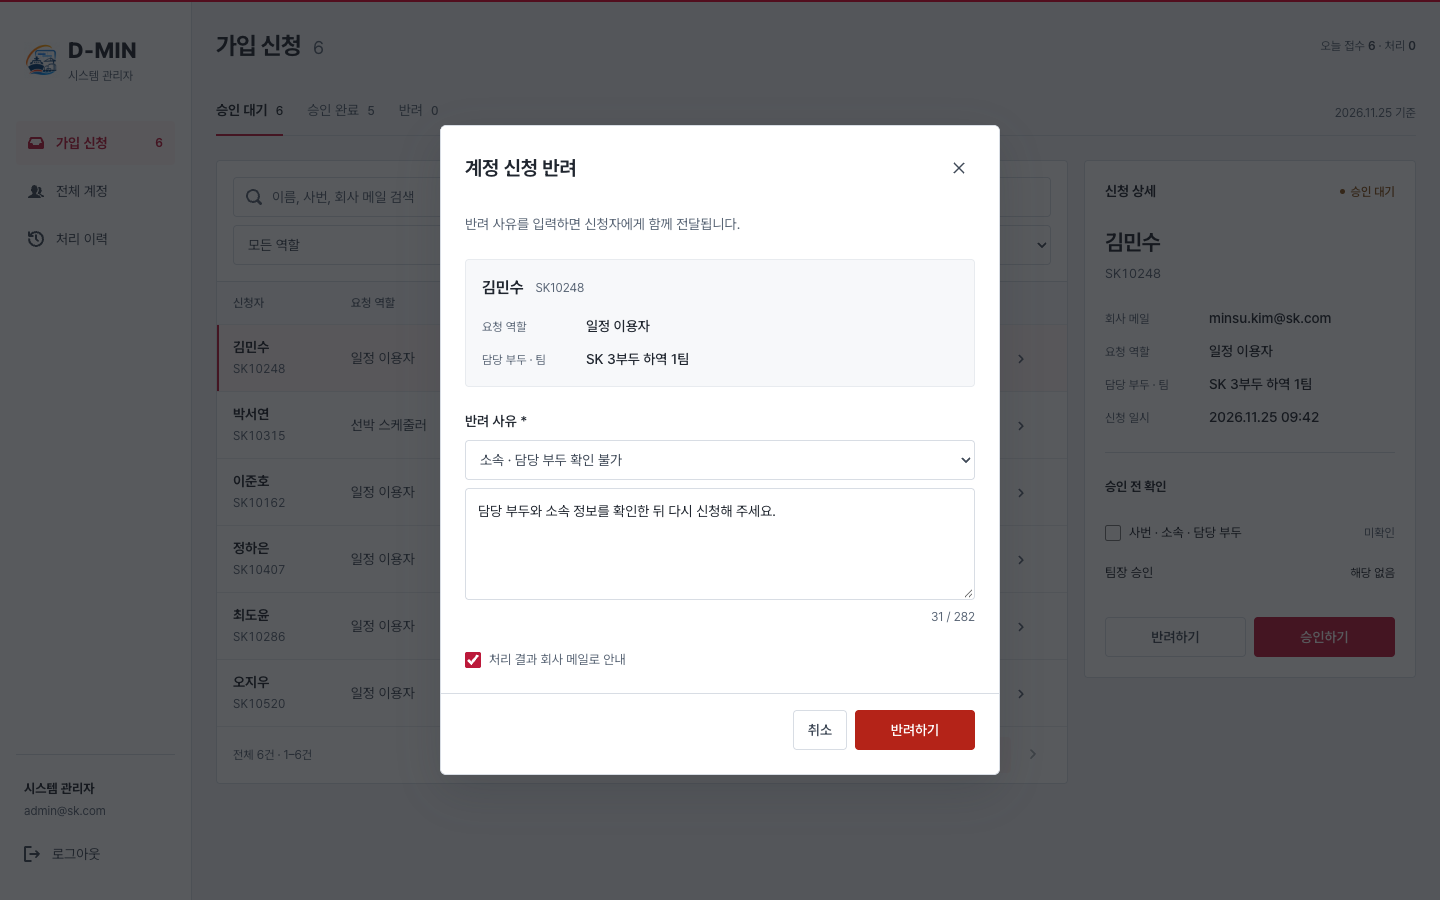 D-MIN
시스템 관리자
가입 신청 6
전체 계정
처리 이력
시스템 관리자
admin@sk.com
로그아웃
가입 신청 6
오늘 접수 6 · 처리 0
승인 대기 6 승인 완료 5 반려 0
2026.11.25 기준
이름, 사번, 회사 메일 검색
모든 역할
신청자 요청 역할
김민수
SK10248
일정 이용자
박서연
SK10315
선박 스케줄러
이준호
SK10162
일정 이용자
정하은
SK10407
일정 이용자
최도윤
SK10286
일정 이용자
오지우
SK10520
일정 이용자
전체 6건 · 1–6건
계정 신청 반려
반려 사유를 입력하면 신청자에게 함께 전달됩니다.
김민수 SK10248
요청 역할 일정 이용자
담당 부두 · 팀 SK 3부두 하역 1팀
반려 사유 *
소속 · 담당 부두 확인 불가
담당 부두와 소속 정보를 확인한 뒤 다시 신청해 주세요.
31 / 282
처리 결과 회사 메일로 안내
취소 반려하기
신청 상세 승인 대기
김민수
SK10248
회사 메일 minsu.kim@sk.com
요청 역할 일정 이용자
담당 부두 · 팀 SK 3부두 하역 1팀
신청 일시 2026.11.25 09:42
승인 전 확인
사번 · 소속 · 담당 부두 미확인
팀장 승인 해당 없음
반려하기 승인하기